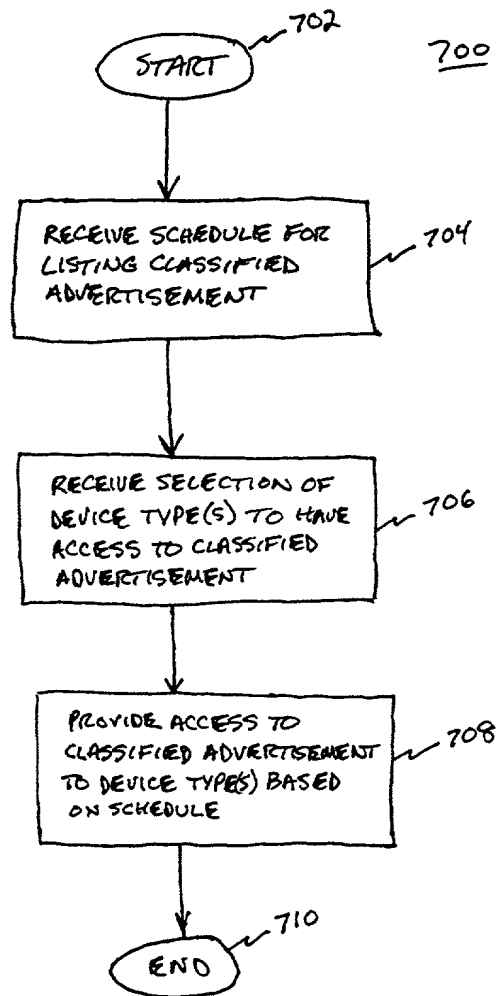 702
700
START
RECEIVE SCHEDULE FOR
LISTING CLASSIFIED
ADVERTISEMENT
704
RECEIVE SELECTION OF
DEVICE TYPE(S) TO HAVE
ACCESS TO CLASSIFIED
ADVERTISEMENT
706
PROVIDE ACCESS TO
CLASSIFIED ADVERTISEMENT
TO DEVICE TYPE(S) BASED
ON SCHEDULE
708
710
END